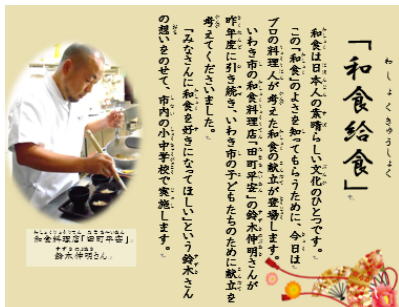 「和食給食」
わしょくきゅうしょく
和食は日本人の素晴らしい文化のひとつです。
この「和食」のよさを知ってもらうために、今日は
プロの料理人が考えた和食の献立が登場します。
いわき市の和食料理店「田町平安」の鈴木伸明さんが
昨年度に引き続き、いわき市の子どもたちのために献立を
考えてくださいました。
「みなさんに和食を好きになってほしい」という鈴木さん
の想いをのせて、市内の小中学校で実施します。
和食料理店「田町平安」
鈴木伸明さん